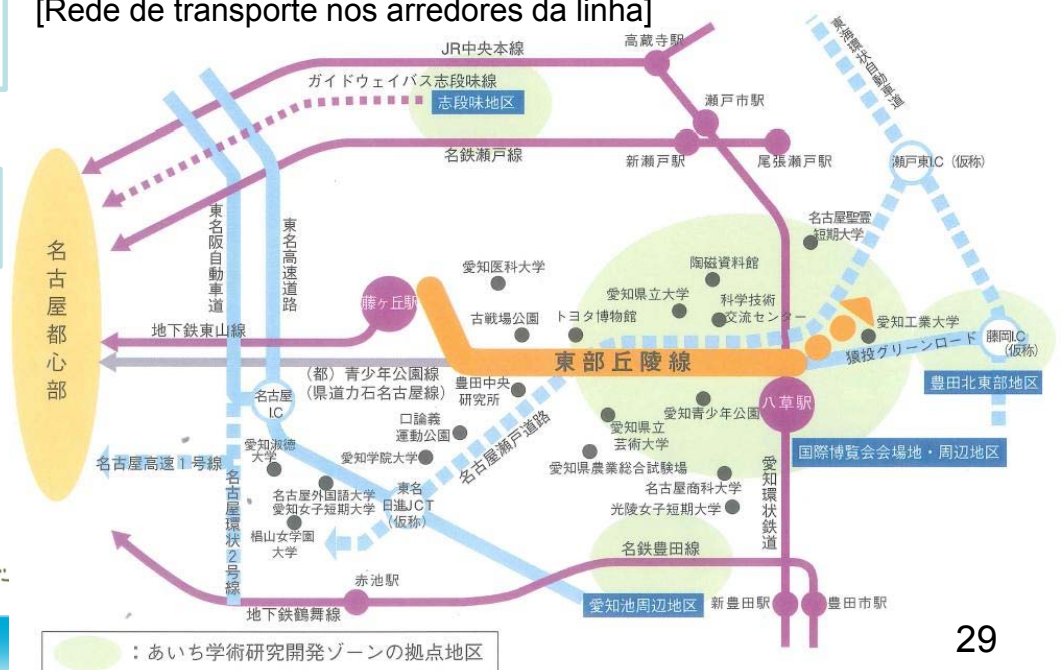 [Rede de transporte nos arredores da linha]
JR中央本線
高蔵寺駅
東海環状自動車道
ガイドウェイバス志段味線
志段味地区
瀬戸市駅
名鉄瀬戸線
新瀬戸駅
尾張瀬戸駅
瀬戸東I.C(仮称)
名古屋都心部
東名阪自動車道
東名高速道路
名古屋聖霊
短期大学
愛知医科大学
陶磁資料館
藤ヶ丘駅
愛知県立大学
科学技術
交流センター
古戦場公園
トヨタ博物館
愛知工業大学
地下鉄東山線
猿投グリーンロード
藤岡I.C
(仮称)
東部丘陵線
(都)青少年公園線
(県道力石名古屋線)
豊田中央
研究所
豊田北東部地区
名古屋
I.C
愛知青少年公園
八草駅
口論義
運動公園
愛知県立
芸術大学
名古屋瀬戸道路
国際博覧会会場地・周辺地区
愛知淑徳
大学
愛知学院大学
名古屋高速1号線
愛知県農業総合試験場
名古屋商科大学
名古屋外国語大学
愛知女子短期大学
東名
日進JCT
(仮称)
光陵女子短期大学
愛知環状鉄道
名古屋環状2号線
椙山女学園
大学
名鉄豊田線
赤池駅
愛知池周辺地区
新豊田駅
豊田市駅
地下鉄鶴舞線
:あいち学術研究開発ゾーンの拠点地区
29